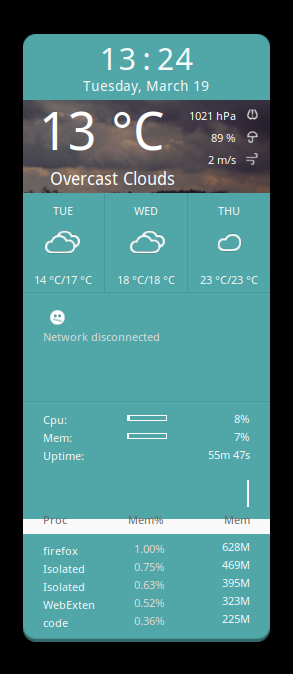 13:24
Tuesday, March 19
13 °C
1021 hPa
89 %
2 m/s
Overcast Clouds
TUE WED THU
14 °C/17 °C 18 °C/18 °C 23 °C/23 °C
Network disconnected
Cpu: 8%
Mem: 7%
Uptime: 55m 47s
Proc Mem% Mem
firefox 1.00% 628M
Isolated 0.75% 469M
Isolated 0.63% 395M
WebExten 0.52% 323M
code 0.36% 225M